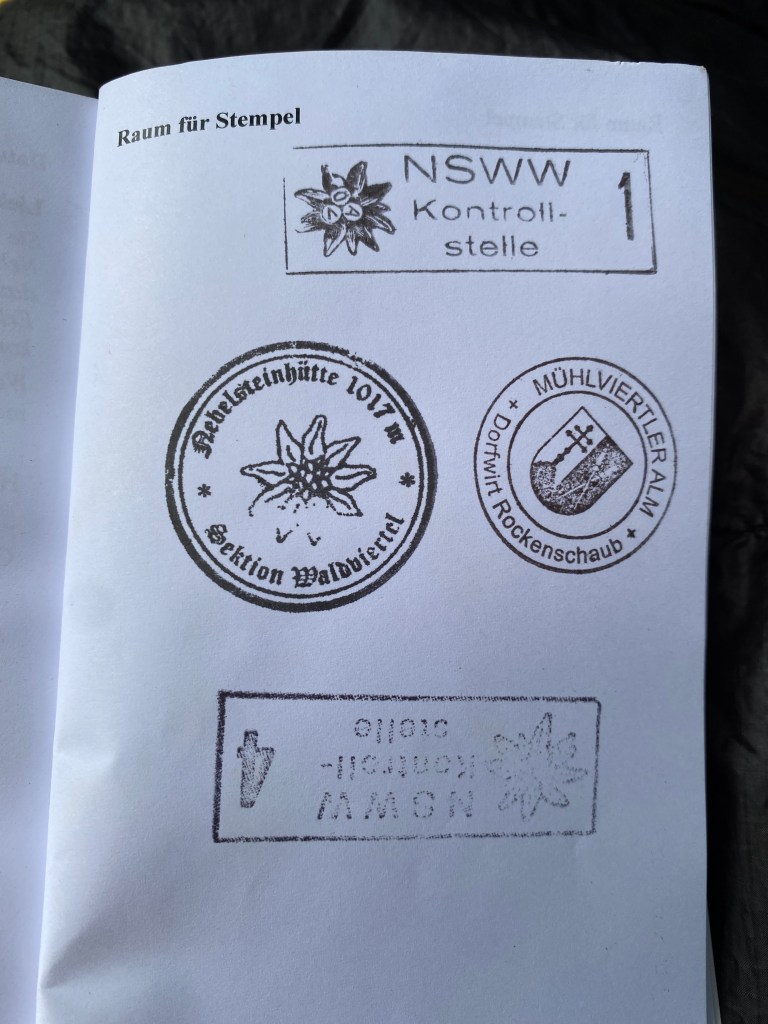 Raum für Stempel
NSWW
Kontroll-
stelle
1
Nebelsteinhütte 1017 m
* Sektion Waldviertel *
MÜHLVIERTLER ALM
+ Dorfwirt Rockenschaub +
NSWW
Kontroll-
stelle
4